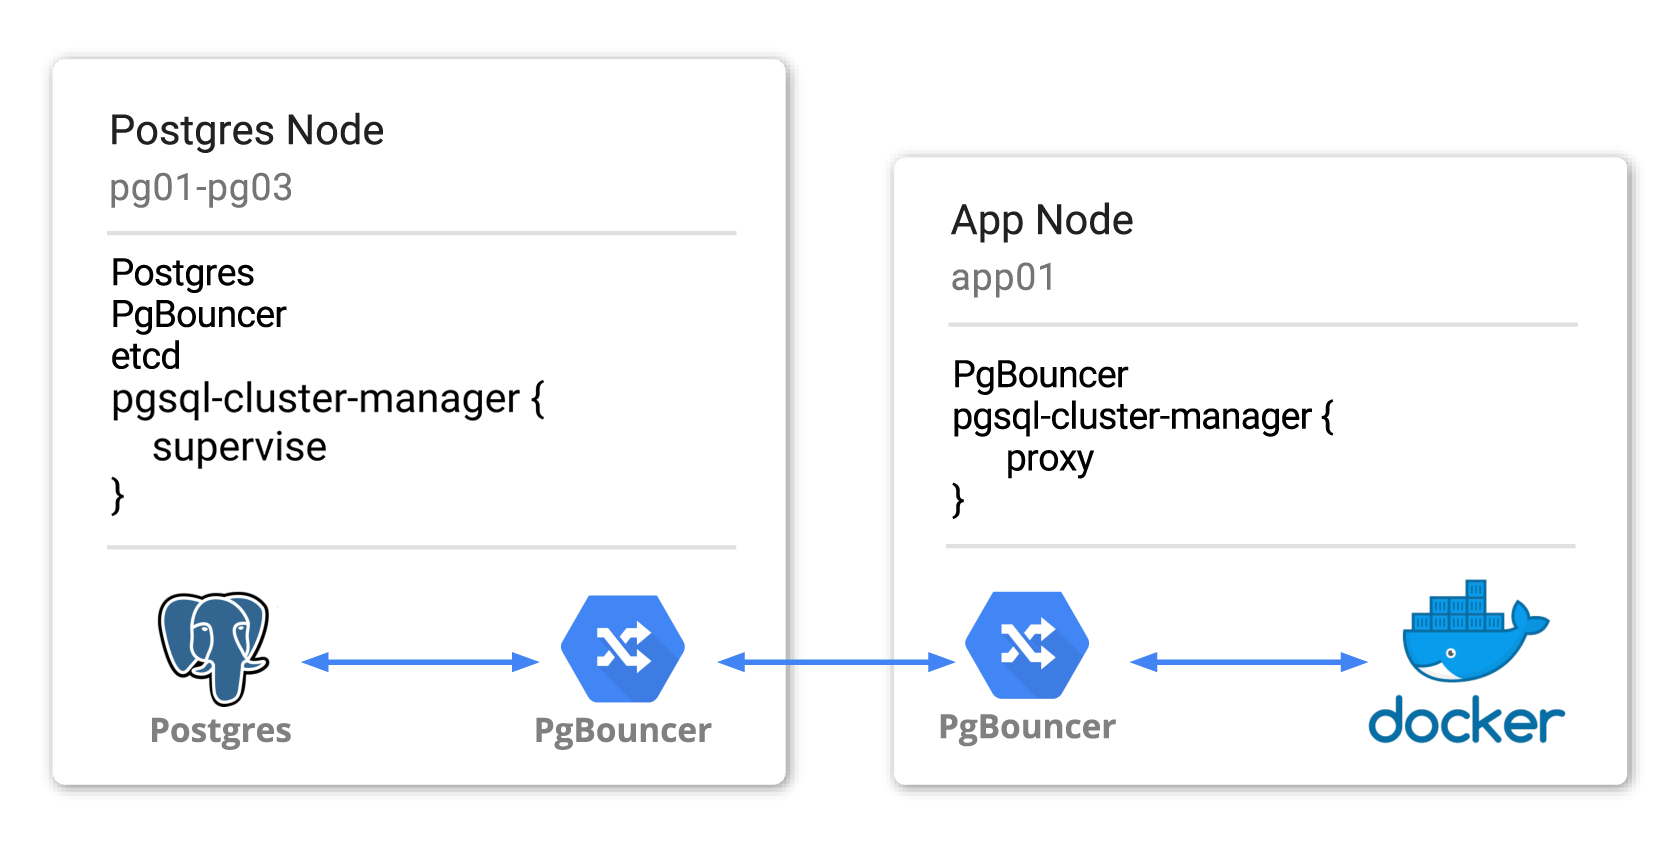 Postgres Node
pg01-pg03
Postgres
PgBouncer
etcd
pgsql-cluster-manager {
supervise
}
Postgres
PgBouncer
App Node
app01
PgBouncer
pgsql-cluster-manager {
proxy
}
PgBouncer
docker